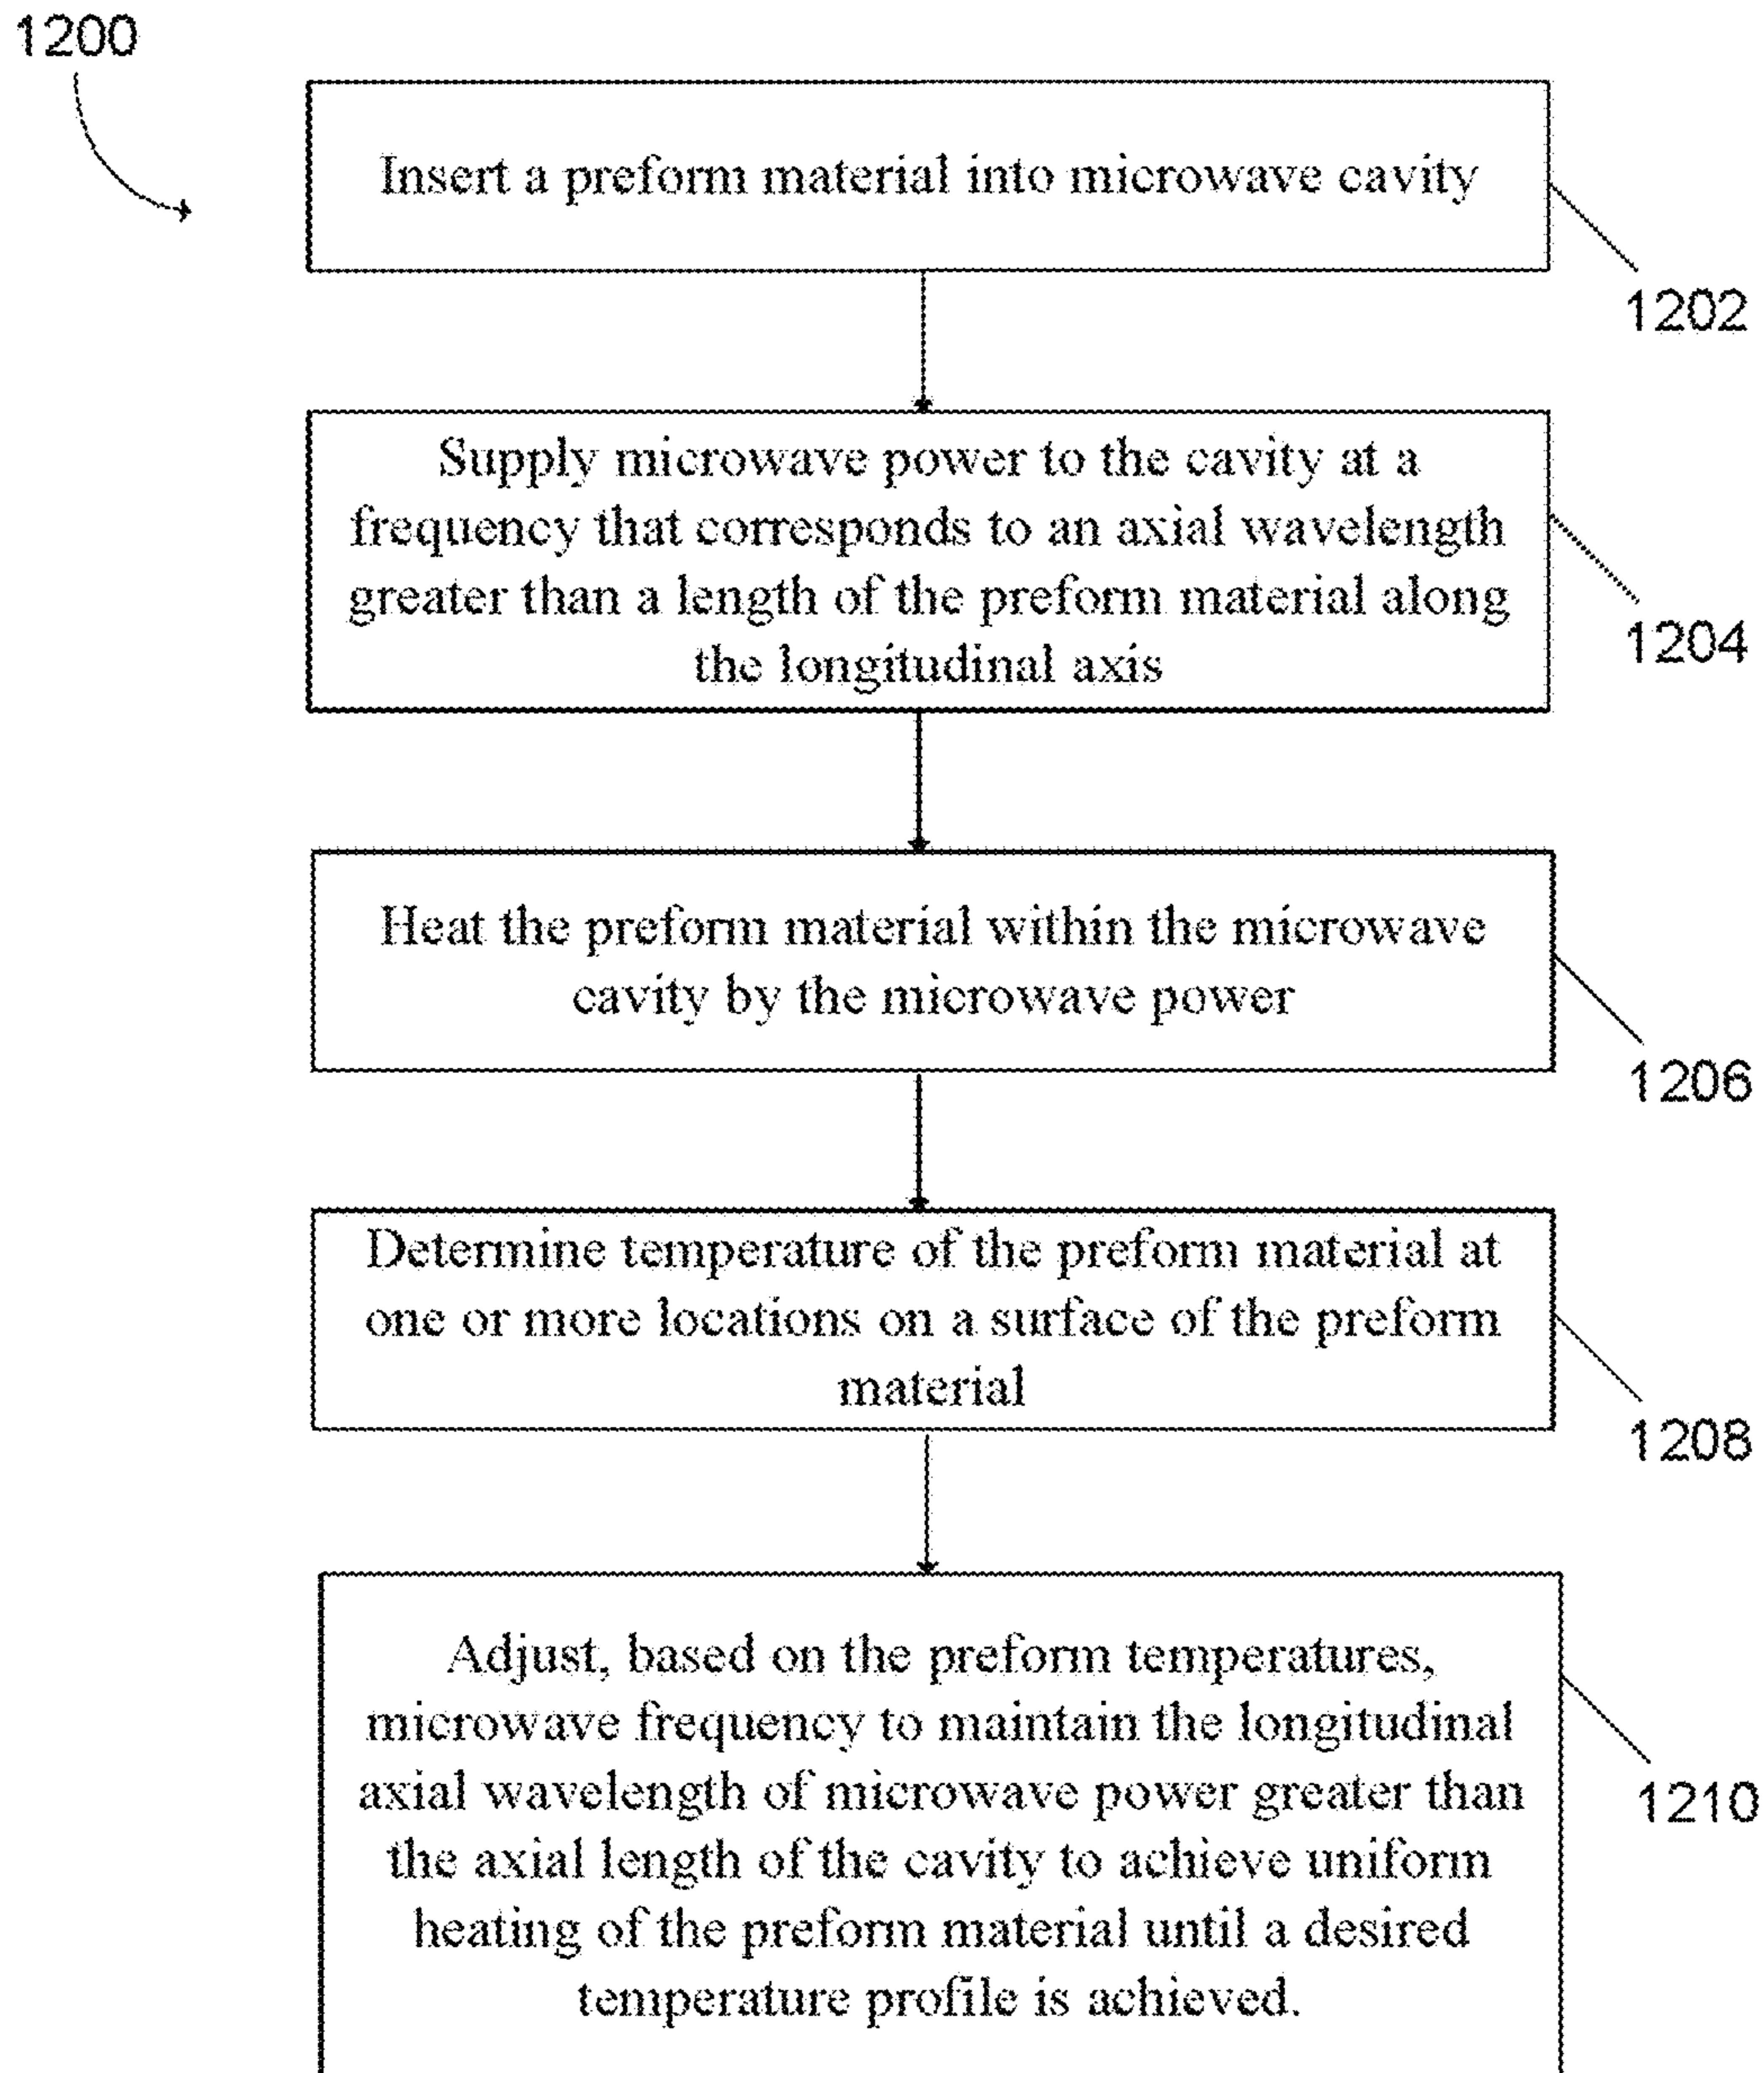 1200
Insert a preform material into microwave cavity
1202
Supply microwave power to the cavity at a
frequency that corresponds to an axial wavelength
greater than a length of the preform material along
the longitudinal axis
1204
Heat the preform material within the microwave
cavity by the microwave power
1206
Determine temperature of the preform material at
one or more locations on a surface of the preform
material
1208
Adjust, based on the preform temperatures,
microwave frequency to maintain the longitudinal
axial wavelength of microwave power greater than
the axial length of the cavity to achieve uniform
heating of the preform material until a desired
temperature profile is achieved.
1210